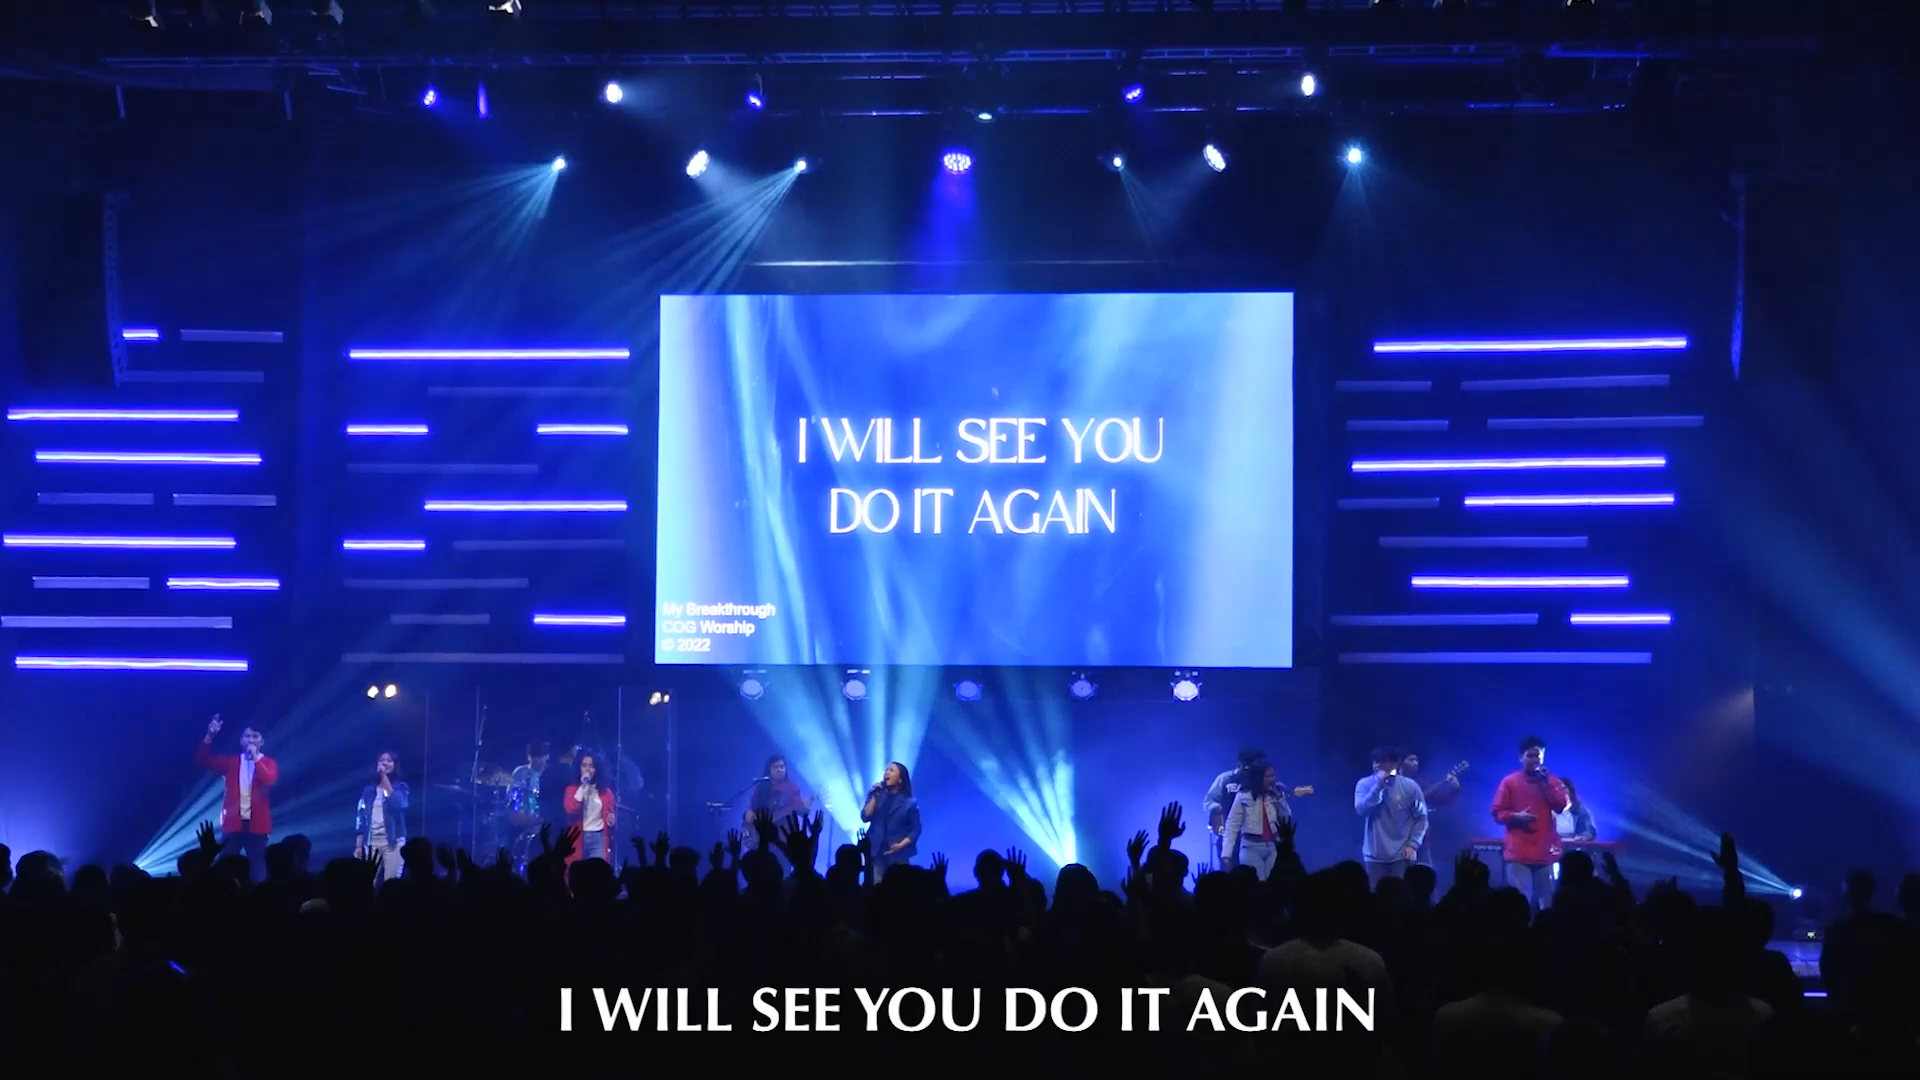 I WILL SEE YOU
DO IT AGAIN
My Breakthrough
COG Worship
© 2022
I WILL SEE YOU DO IT AGAIN